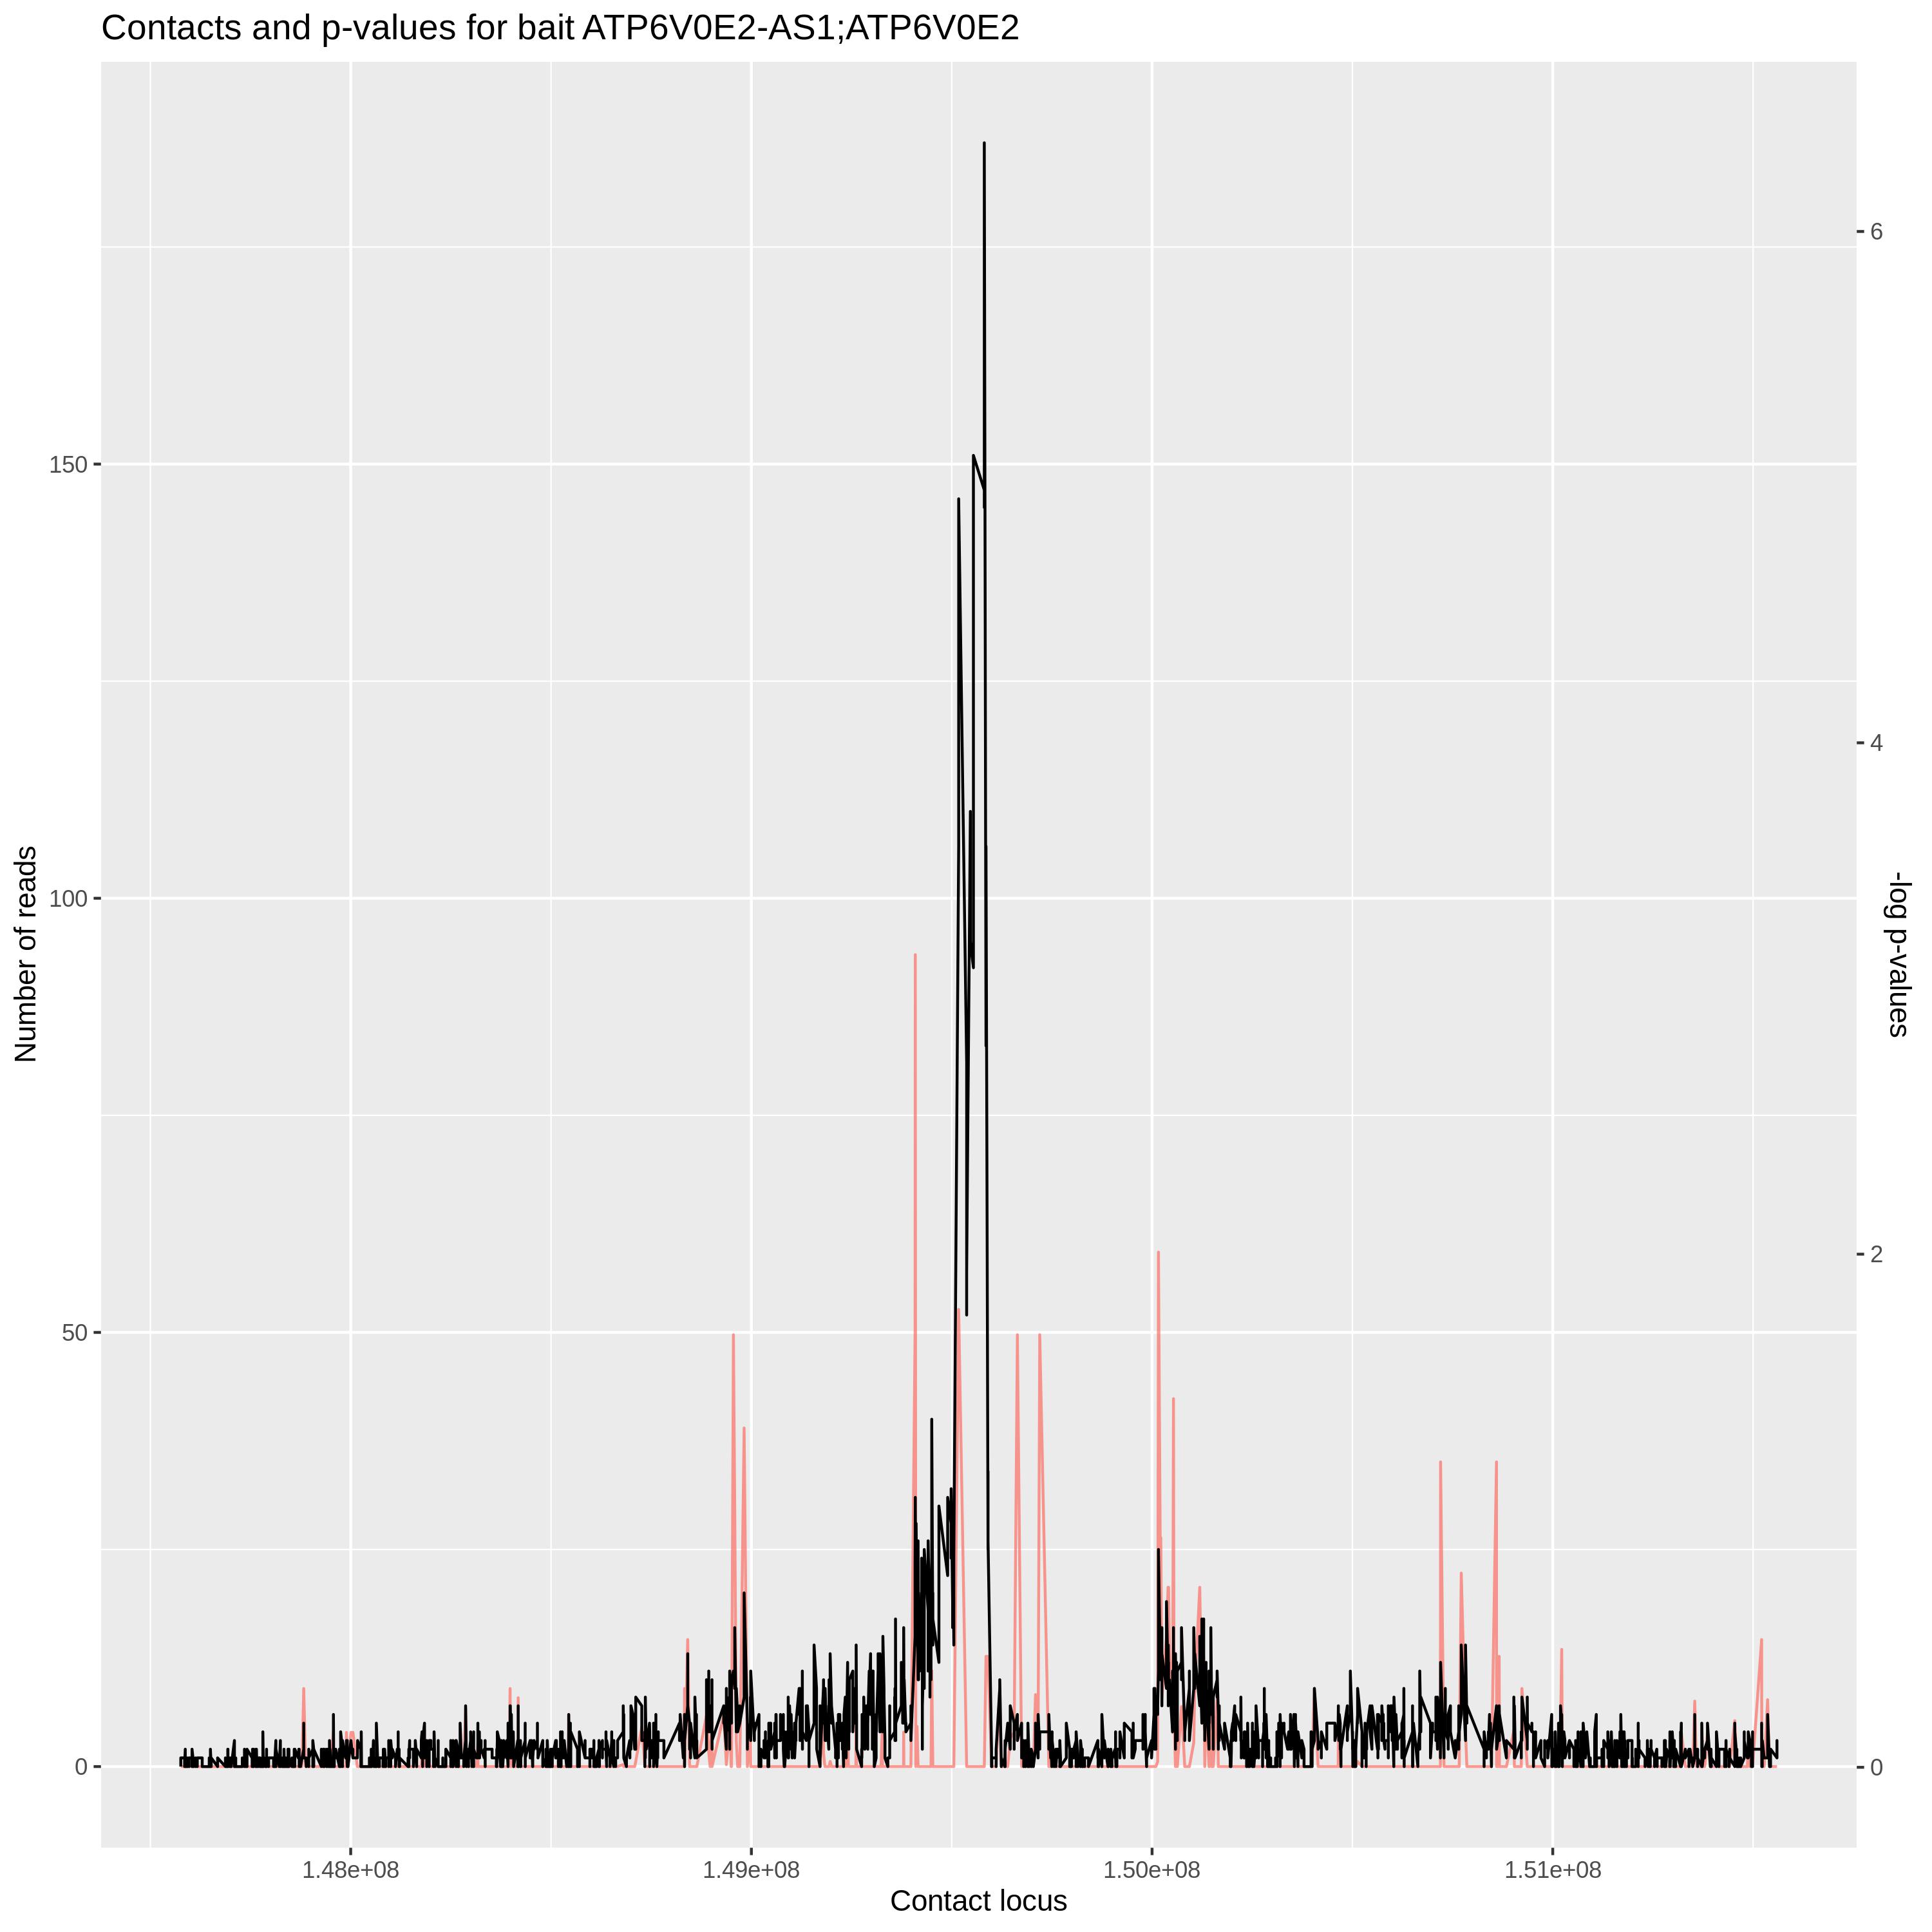 Contacts and p-values for bait ATP6V0E2-AS1;ATP6V0E2
Number of reads
150
100
50
0
6
4
2
0
-log p-values
1.48e+08 1.49e+08 1.50e+08 1.51e+08
Contact locus